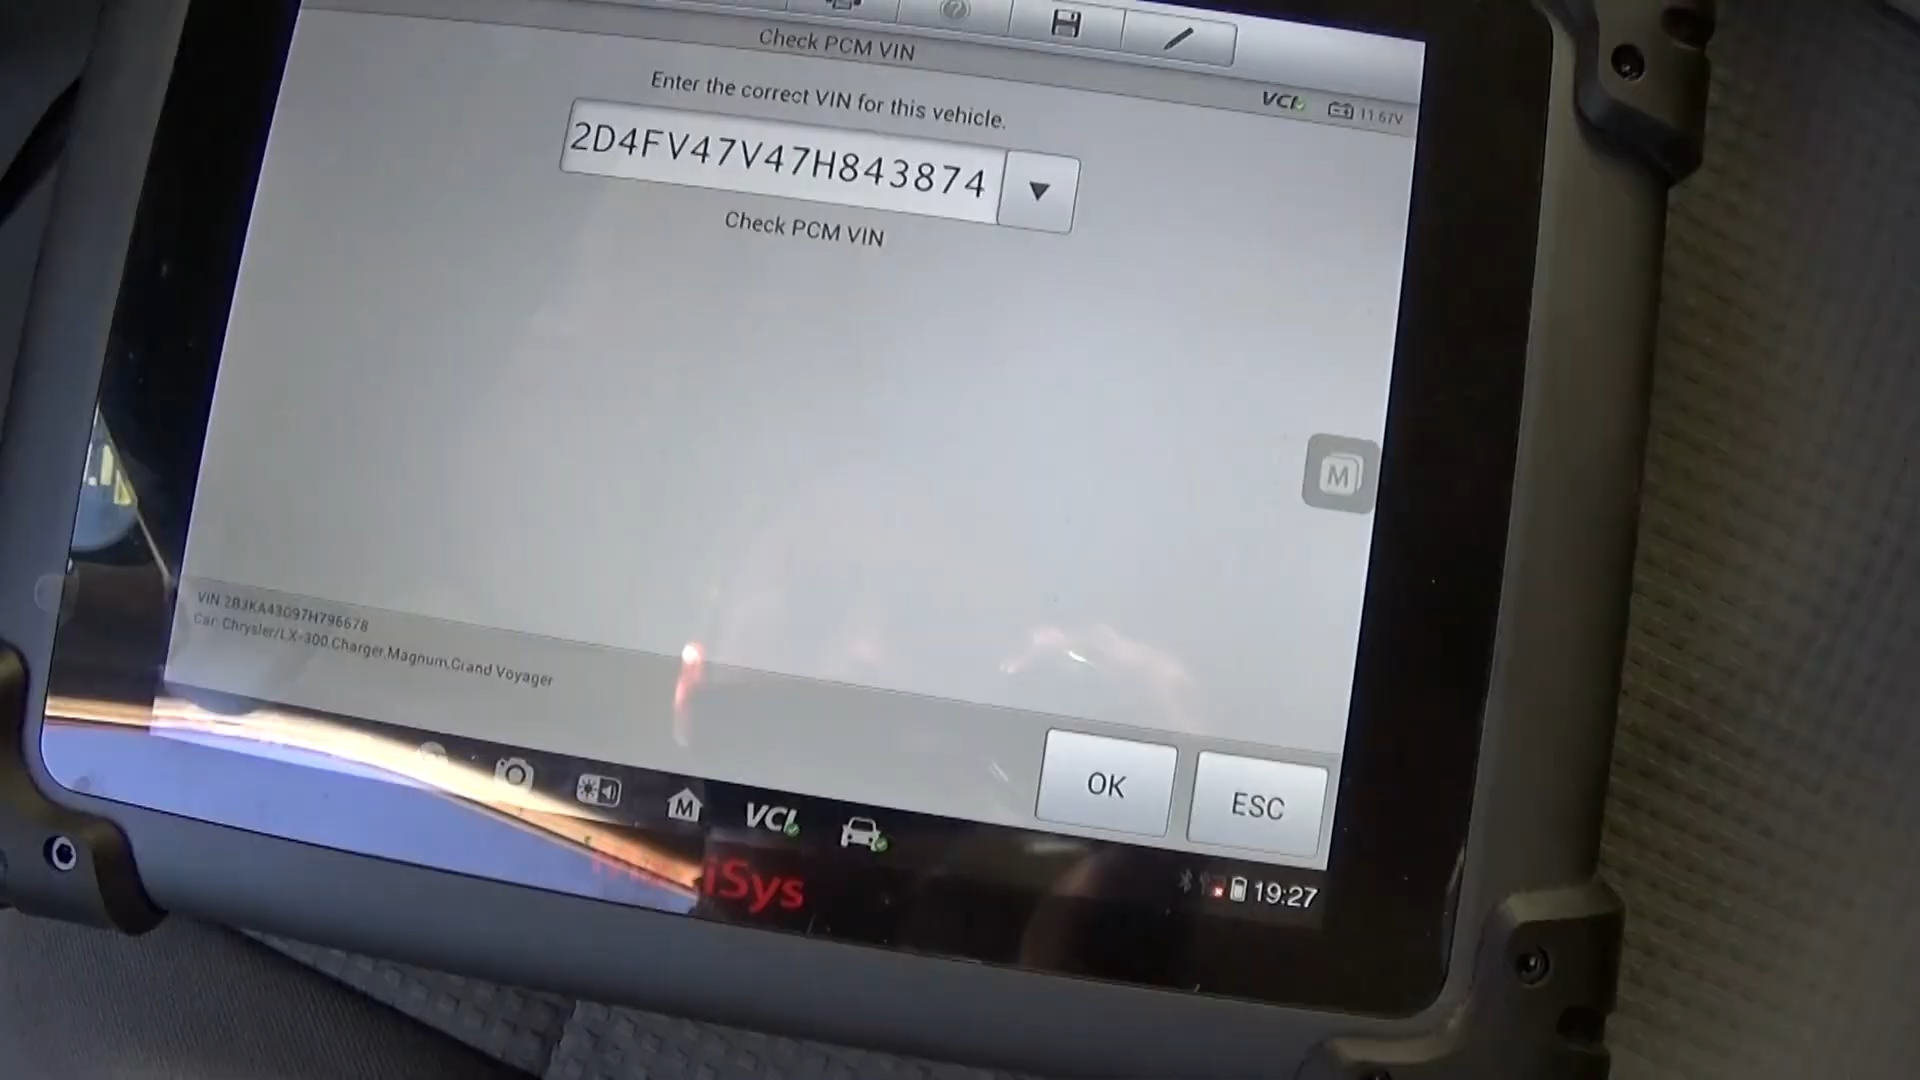 Check PCM VIN
VCI 11.67V
Enter the correct VIN for this vehicle.
2D4FV47V47H843874
Check PCM VIN
M
VIN 2B3KA43G97H796678
Car: Chrysler/LX-300,Charger,Magnum,Grand Voyager
OK
ESC
M
VCI
19:27